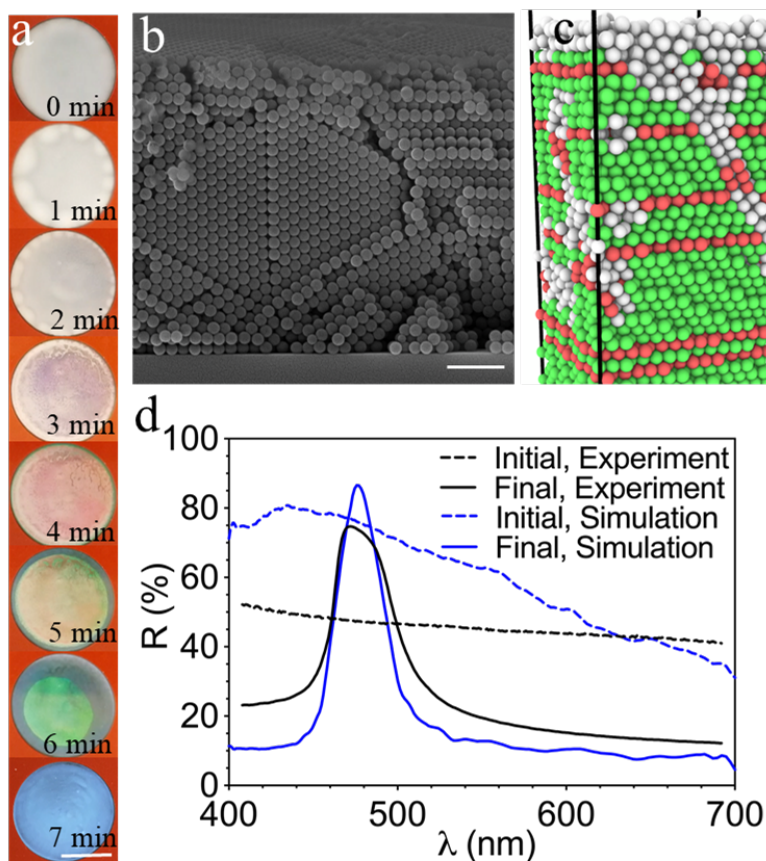 a
0 min
1 min
2 min
3 min
4 min
5 min
6 min
7 min
b
c
d
100
80
60
40
20
0
R (%)
Initial, Experiment
Final, Experiment
Initial, Simulation
Final, Simulation
400
500
600
700
λ (nm)